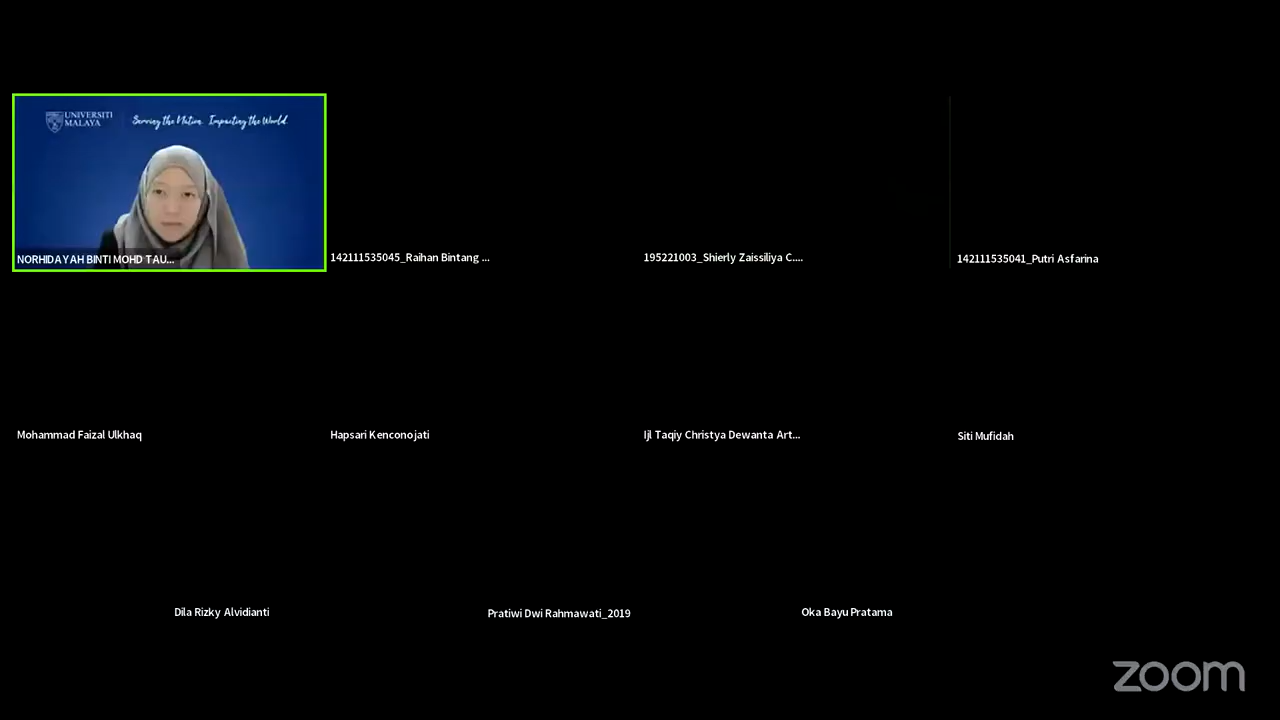 UNIVERSITI
MALAYA
Serving the Nation. Impacting the World.
NORHIDAYAH BINTI MOHD TAU...
142111535045_Raihan Bintang ...
195221003_Shierly Zaissiliya C....
142111535041_Putri Asfarina
Mohammad Faizal Ulkhaq
Hapsari Kenconojati
Ijl Taqiy Christya Dewanta Art...
Siti Mufidah
Dila Rizky Alvidianti
Pratiwi Dwi Rahmawati_2019
Oka Bayu Pratama
zoom